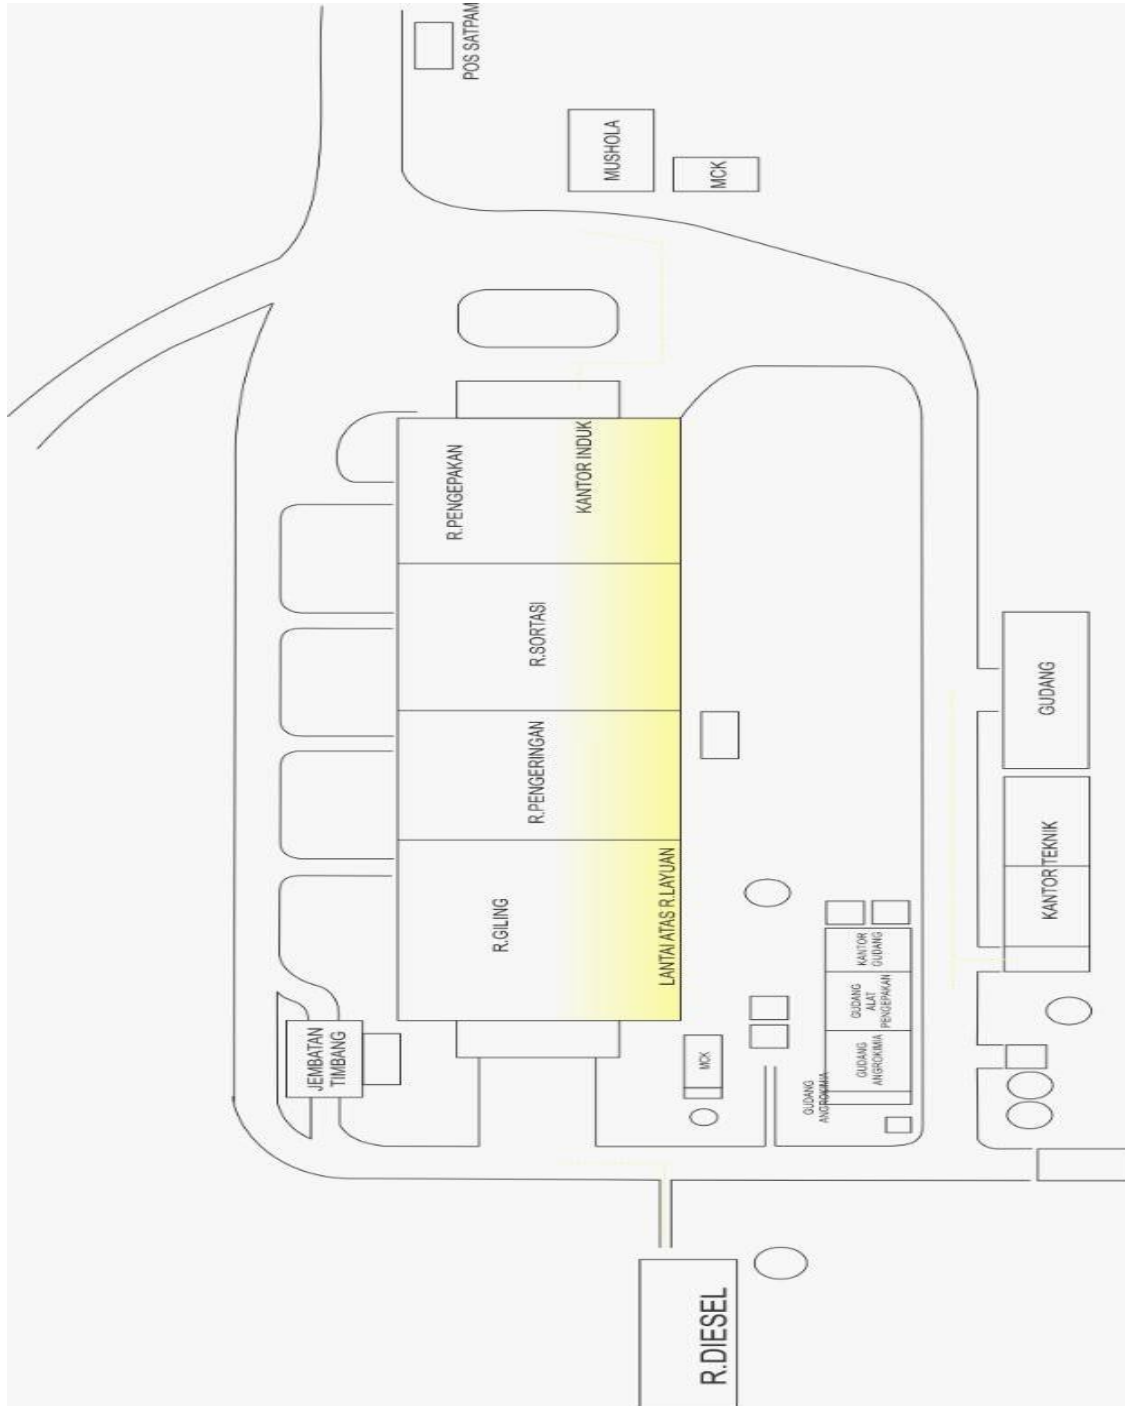 POS SATPAM
MUSHOLA
MCK
R.PENGEPAKAN
KANTOR INDUK
R.SORTASI
R.PENGERINGAN
R.GILING
LANTAI ATAS R.LAYUAN
GUDANG
KANTOR TEKNIK
KANTOR
GUDANG
GUDANG
ALAT
PENGEPAKAN
GUDANG
ANGROKIMIA
GUDANG
ANGROKIMIA
MCK
JEMBATAN
TIMBANG
R.DIESEL